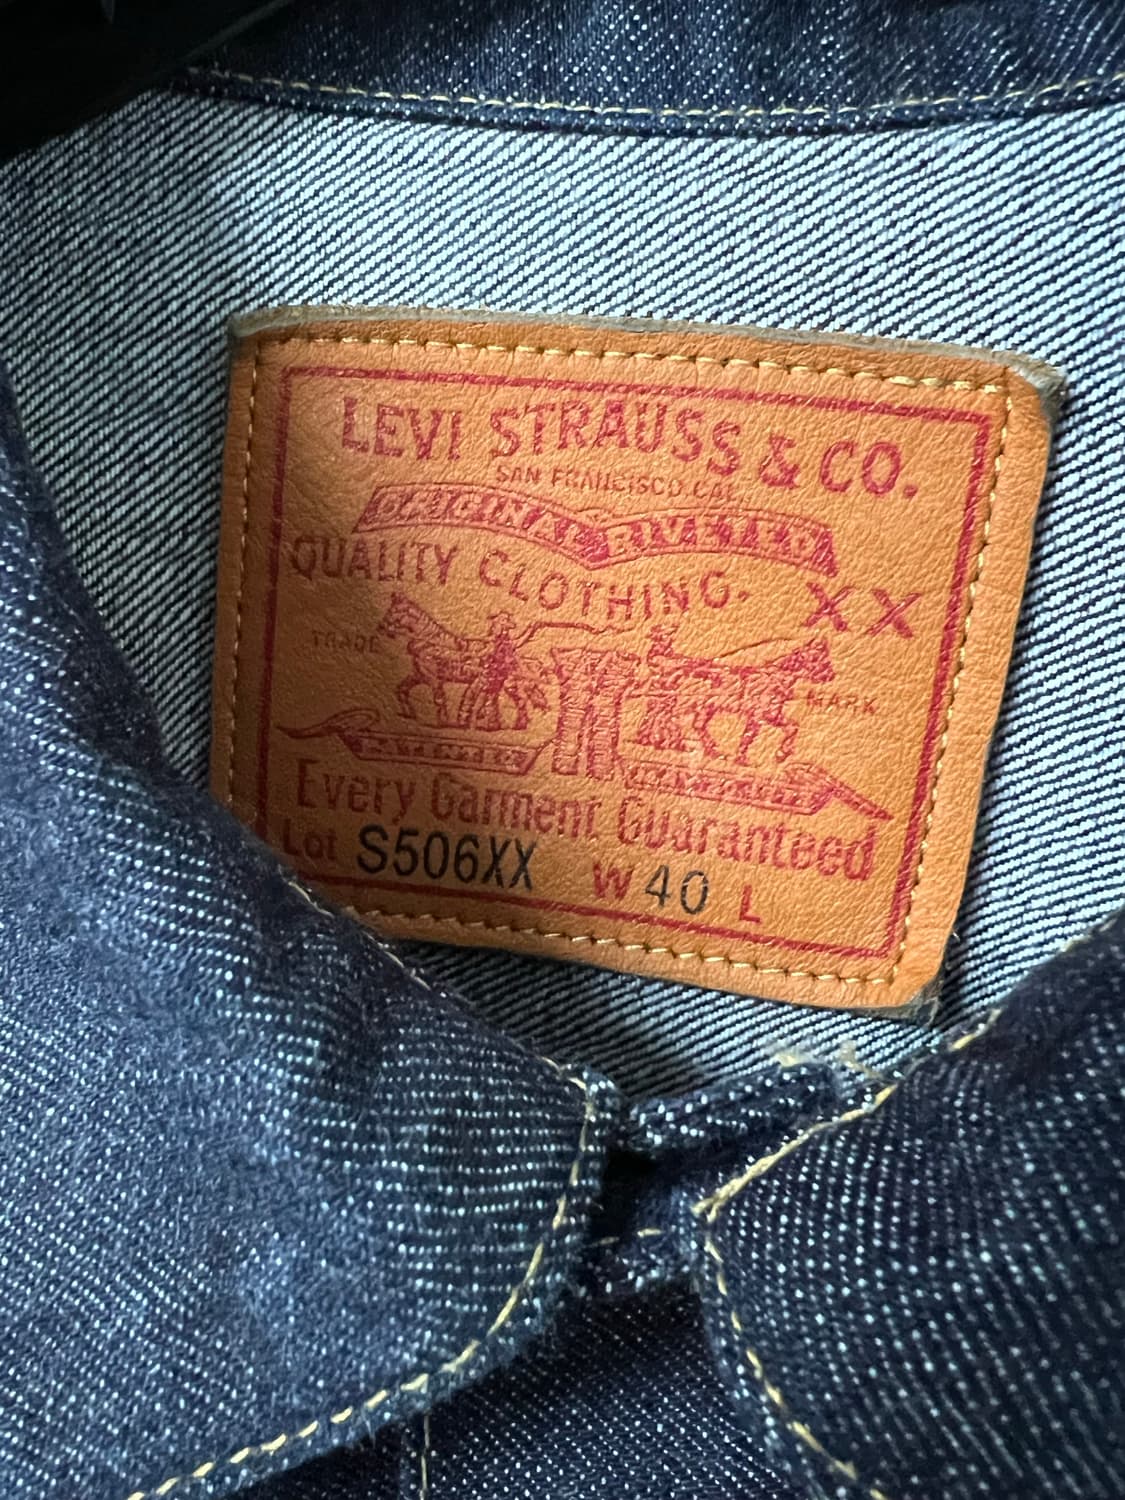 LEVI STRAUSS & CO.
SAN FRANCISCO.CAL.
ORIGINAL RIVETED
QUALITY CLOTHING.
XX
TRADE MARK
PATENTED
Every Garment Guaranteed
Lot S506XX W 40 L